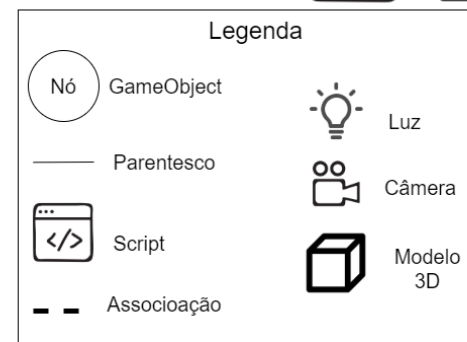 Legenda
Nó
GameObject
Parentesco
</>
Script
Associoação
Luz
Câmera
Modelo
3D